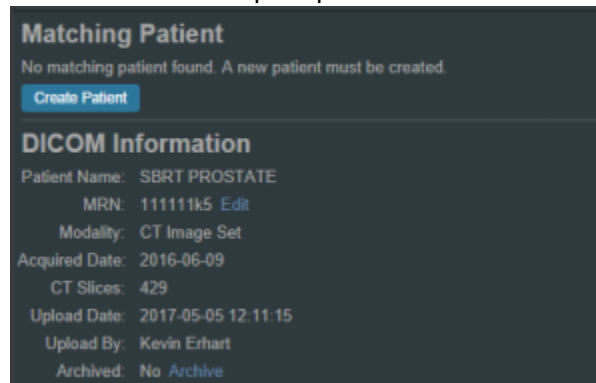 Matching Patient
No matching patient found. A new patient must be created.
Create Patient
DICOM Information
Patient Name: SBRT PROSTATE
MRN: 111111k5 Edit
Modality: CT Image Set
Acquired Date: 2016-06-09
CT Slices: 429
Upload Date: 2017-05-05 12:11:15
Upload By: Kevin Erhart
Archived: No Archive